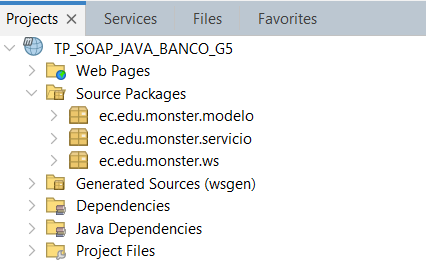 Projects × Services Files Favorites
TP_SOAP_JAVA_BANCO_G5
Web Pages
Source Packages
ec.edu.monster.modelo
ec.edu.monster.servicio
ec.edu.monster.ws
Generated Sources (wsgen)
Dependencies
Java Dependencies
Project Files